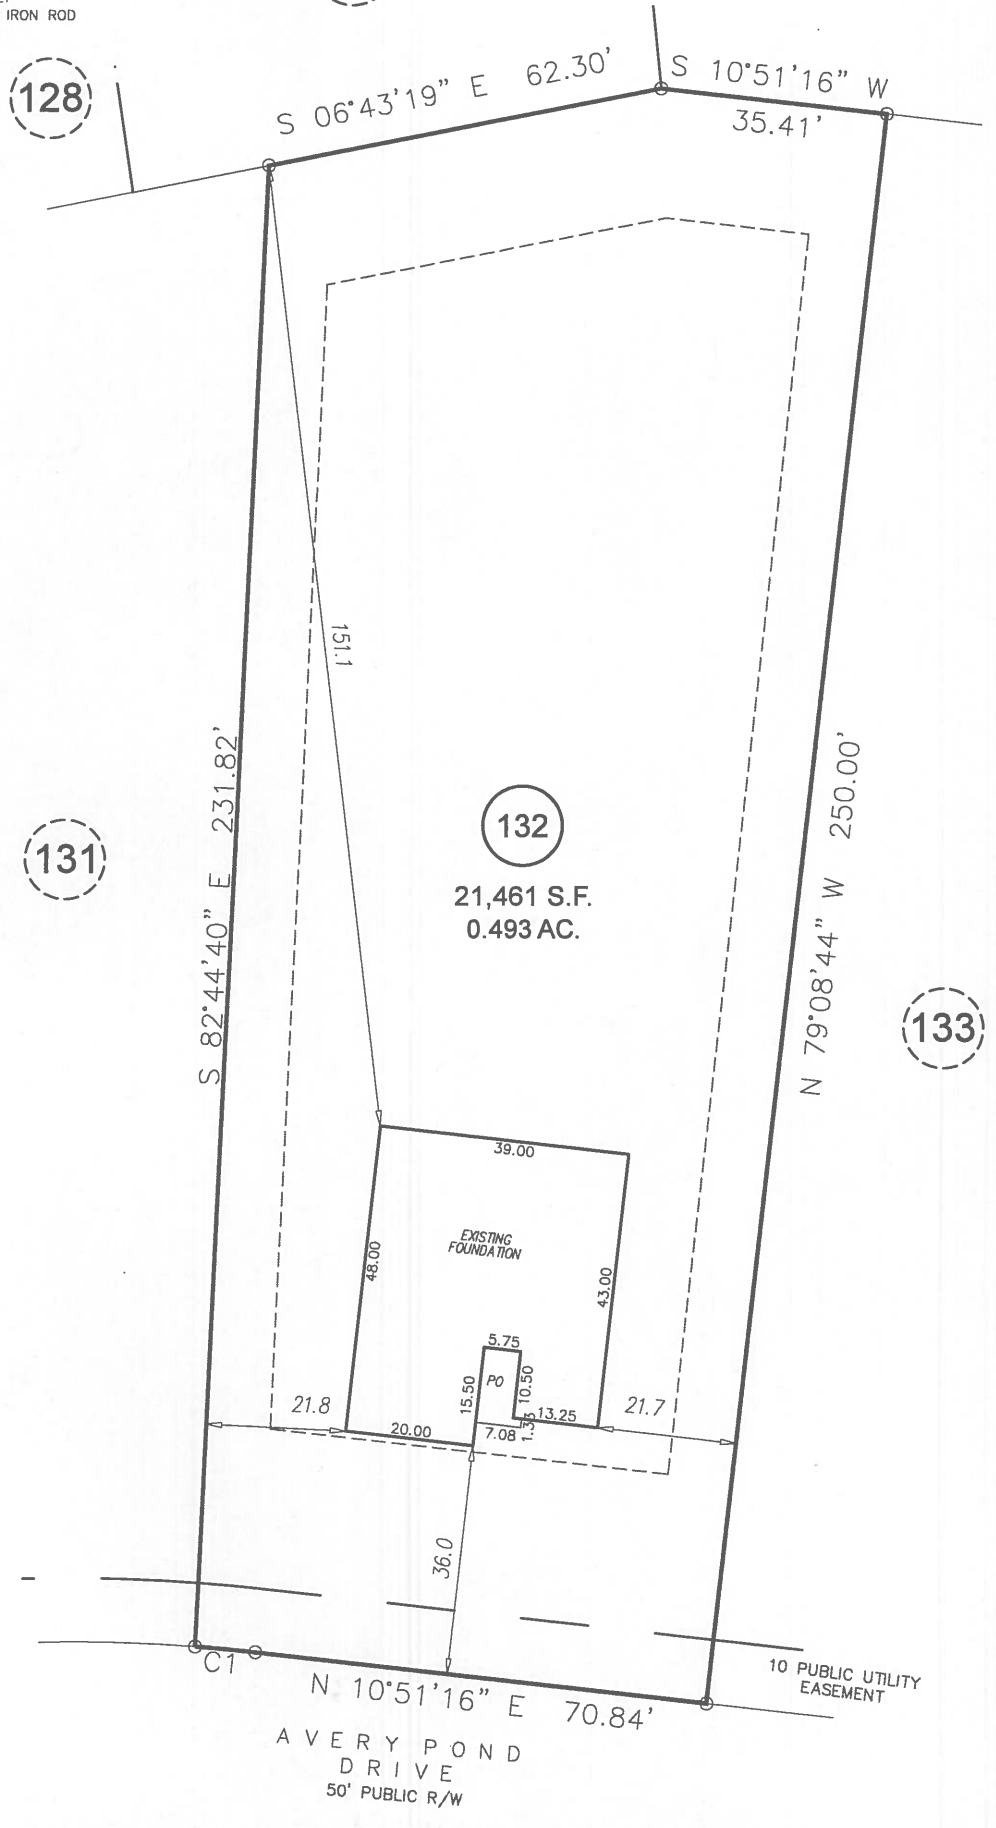 IRON ROD
128
S 06°43'19" E 62.30'
S 10°51'16" W
35.41'
151.1
S 82°44'40" E 231.82'
N 79°08'44" W 250.00'
132
21,461 S.F.
0.493 AC.
131
133
39.00
EXISTING
FOUNDATION
48.00
43.00
5.75
PO
15.50
10.50
13.25
1.33
7.08
20.00
21.8
21.7
36.0
C1
N 10°51'16" E 70.84'
10 PUBLIC UTILITY
EASEMENT
AVERY POND
DRIVE
50' PUBLIC R/W